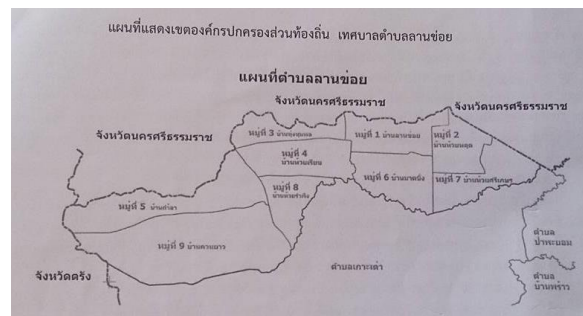 แผนที่แสดงเขตองค์กรปกครองส่วนท้องถิ่น เทศบาลตำบลลานข่อย
แผนที่ตำบลลานข่อย
จังหวัดนครศรีธรรมราช
จังหวัดนครศรีธรรมราช
จังหวัดนครศรีธรรมราช
หมู่ที่ 3
หมู่ที่ 1 บ้านลานข่อย
หมู่ที่ 2
หมู่ที่ 4
หมู่ที่ 6
หมู่ที่ 7
หมู่ที่ 8
หมู่ที่ 5
หมู่ที่ 9
ตำบลเกาะเต่า
ตำบล
ป่าพะยอม
ตำบล
บ้านพร้าว
จังหวัดตรัง